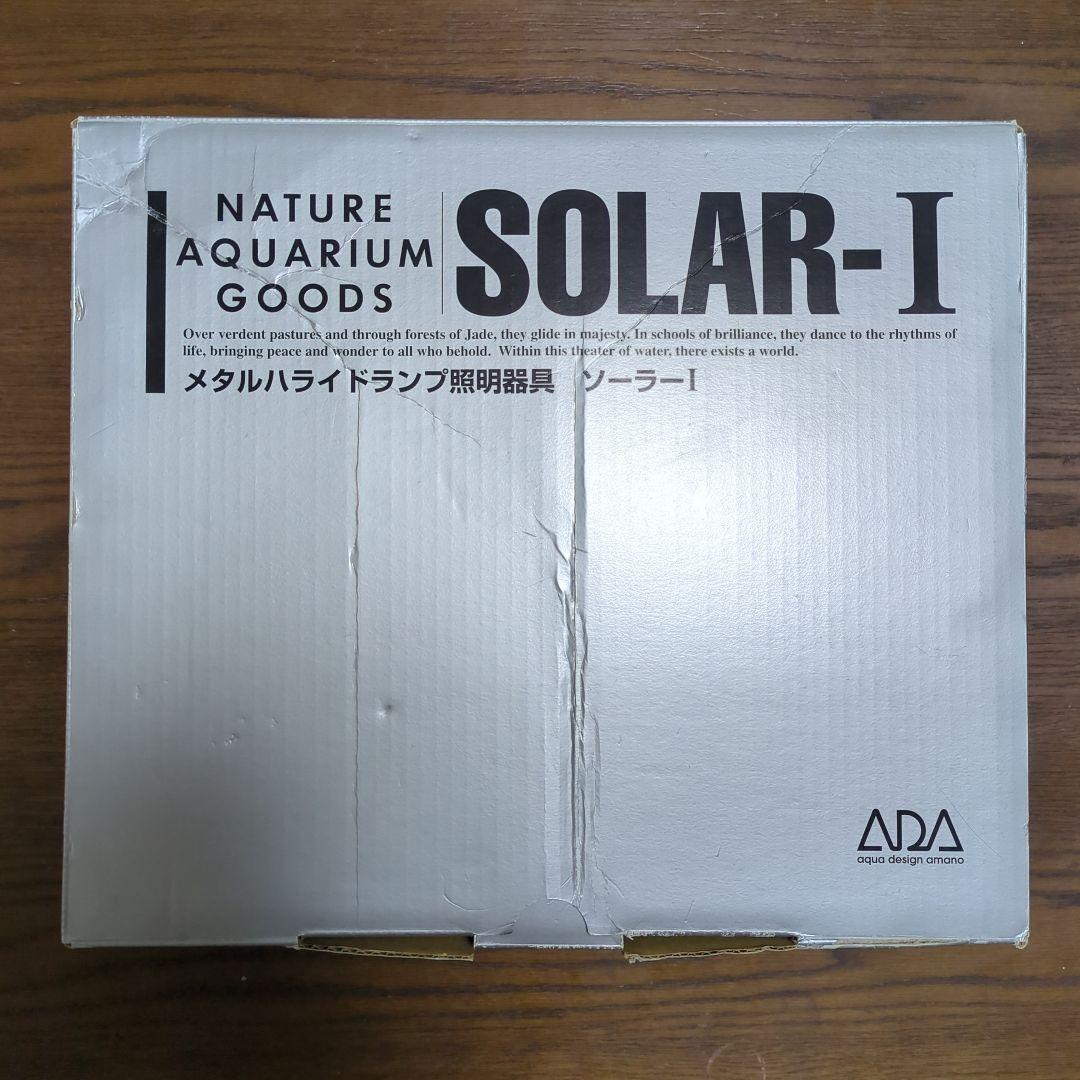 NATURE
AQUARIUM
GOODS
SOLAR-I
Over verdent pastures and through forests of Jade, they glide in majesty. In schools of brilliance, they dance to the rhythms of
life, bringing peace and wonder to all who behold. Within this theater of water, there exists a world.
メタルハライドランプ照明器具 ソーラーI
ADA
aqua design amano